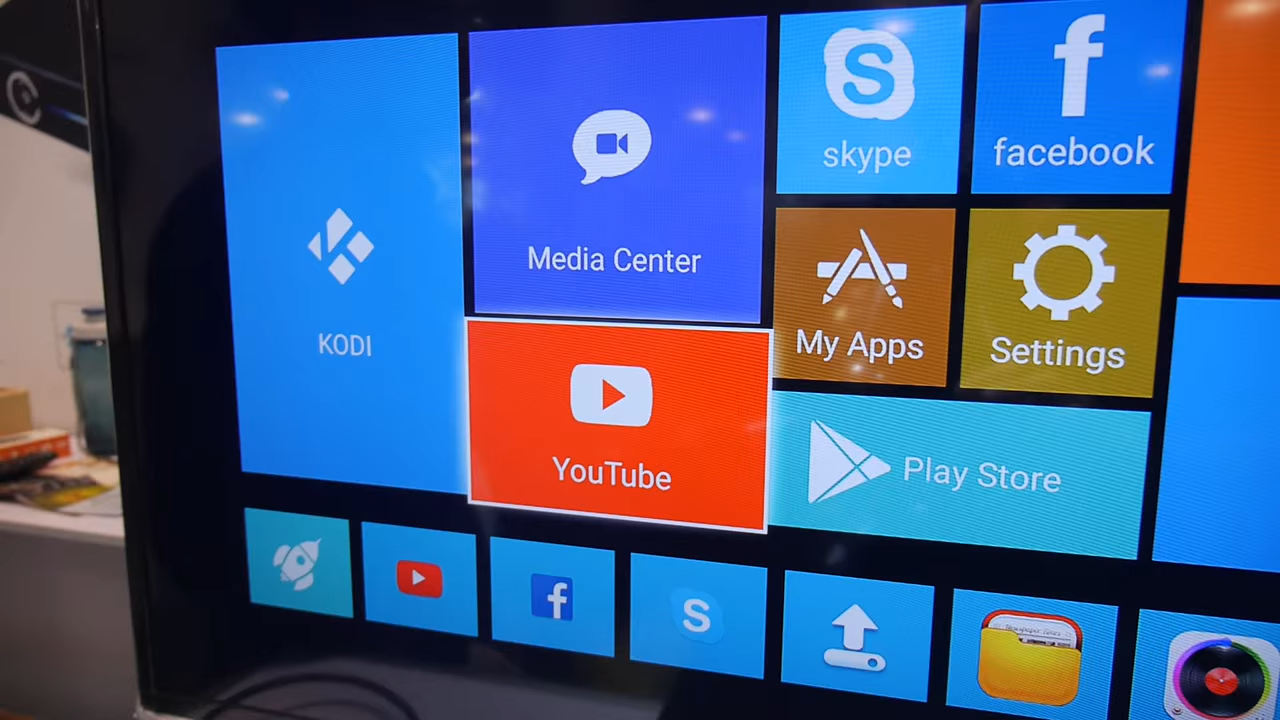 KODI
Media Center
YouTube
skype
facebook
My Apps
Settings
Play Store